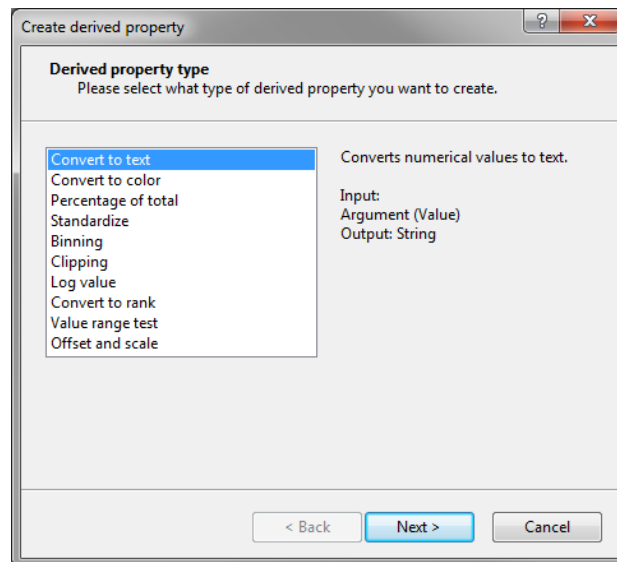 Create derived property
?
Derived property type
Please select what type of derived property you want to create.
Convert to text
Convert to color
Percentage of total
Standardize
Binning
Clipping
Log value
Convert to rank
Value range test
Offset and scale
Converts numerical values to text.
Input:
Argument (Value)
Output: String
< Back
Next >
Cancel